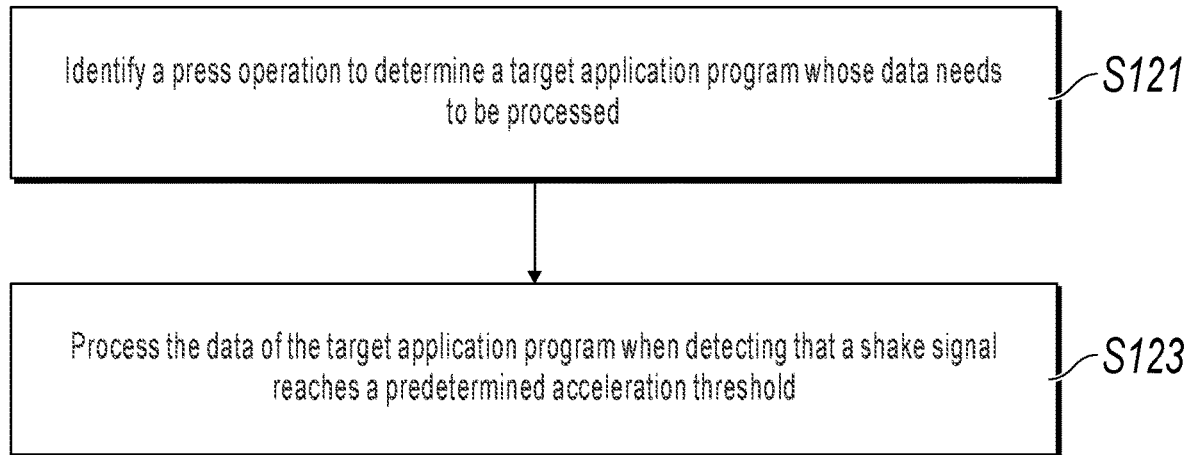 Identify a press operation to determine a target application program whose data needs
to be processed
S121
Process the data of the target application program when detecting that a shake signal
reaches a predetermined acceleration threshold
S123